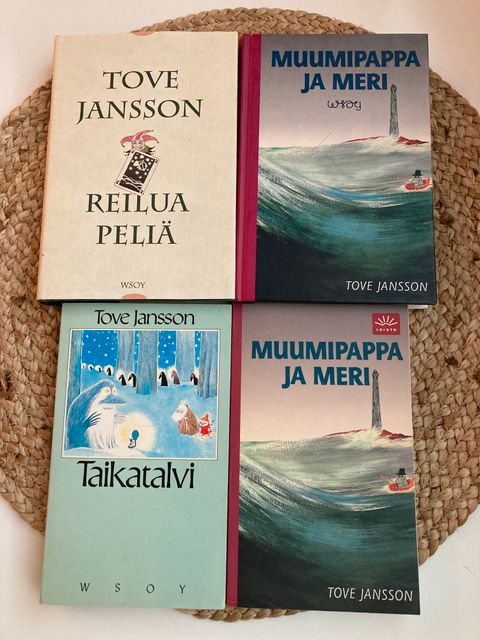 TOVE
JANSSON
REILUA
PELIÄ
WSOY
MUUMIPAPPA
JA MERI
wsoy
TOVE JANSSON
Tove Jansson
Taikatalvi
WSOY
LOISTO
MUUMIPAPPA
JA MERI
TOVE JANSSON